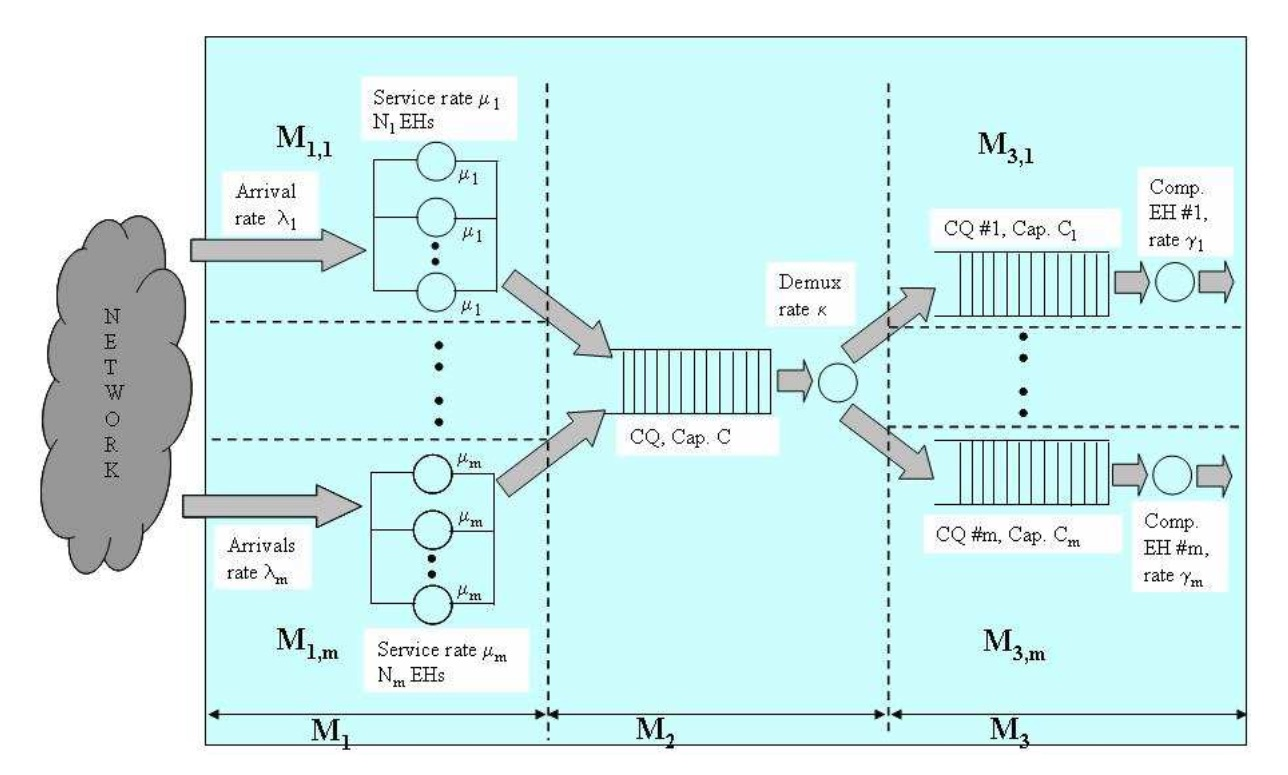 NETWORK
M₁,₁
Service rate μ₁
N₁ EHs
μ₁
μ₁
μ₁
Arrival
rate λ₁
Arrivals
rate λₘ
μₘ
μₘ
μₘ
M₁,ₘ
Service rate μₘ
Nₘ EHs
M₁
CQ, Cap. C
Demux
rate κ
M₂
M₃,₁
CQ #1, Cap. C₁
Comp.
EH #1,
rate γ₁
CQ #m, Cap. Cₘ
Comp.
EH #m,
rate γₘ
M₃,ₘ
M₃